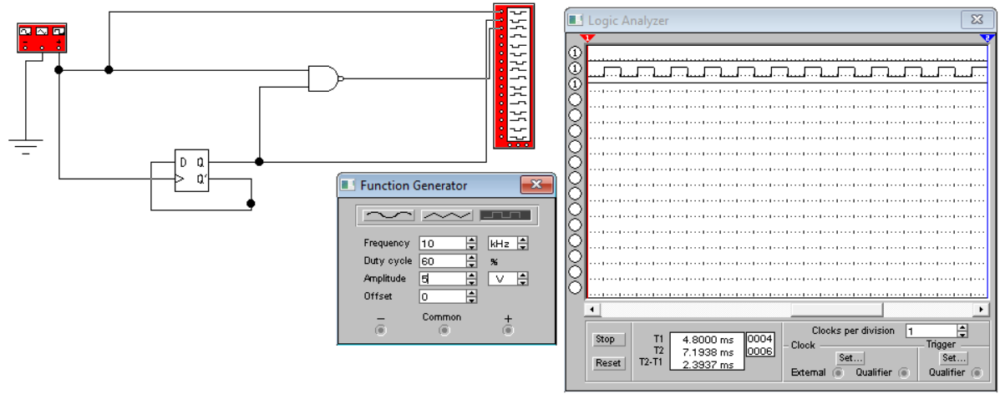 D Q
Q'
Function Generator
Frequency 10 kHz
Duty cycle 60 %
Amplitude 5 V
Offset 0
− Common +
Logic Analyzer
1 2
1
1
1
Stop
Reset
T1 4.8000 ms 0004
T2 7.1938 ms 0006
T2-T1 2.3937 ms
Clocks per division 1
Clock
Set...
External Qualifier
Trigger
Set...
Qualifier